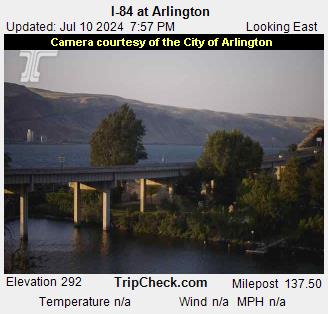 I-84 at Arlington
Updated: Jul 10 2024 7:57 PM Looking East
Camera courtesy of the City of Arlington
Elevation 292 TripCheck.com Milepost 137.50
Temperature n/a Wind n/a MPH n/a